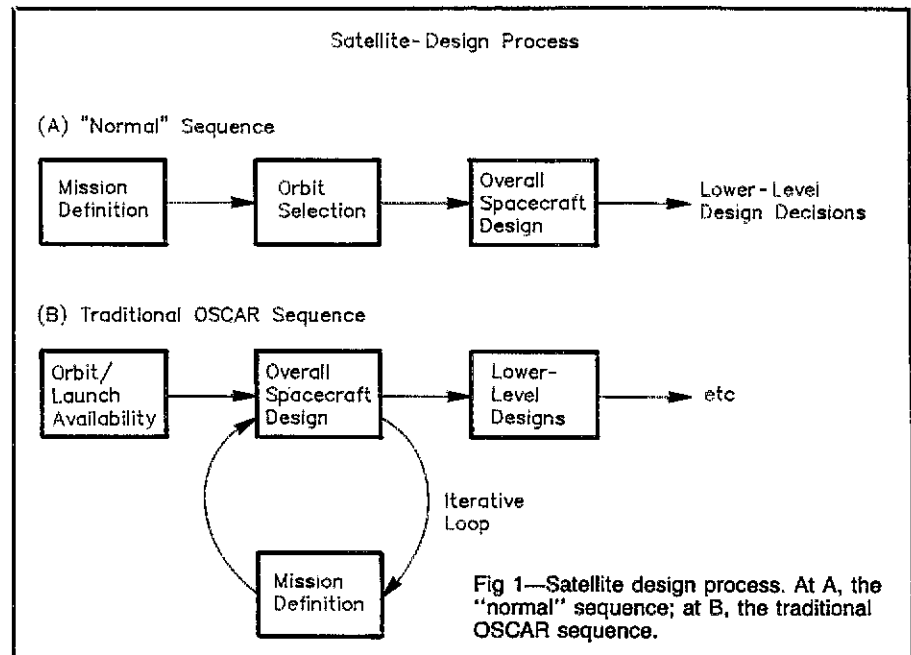 Satellite-Design Process
(A) "Normal" Sequence
Mission
Definition
Orbit
Selection
Overall
Spacecraft
Design
Lower-Level
Design Decisions
(B) Traditional OSCAR Sequence
Orbit/
Launch
Availability
Overall
Spacecraft
Design
Lower-
Level
Designs
etc
Iterative
Loop
Mission
Definition
Fig 1—Satellite design process. At A, the
"normal" sequence; at B, the traditional
OSCAR sequence.